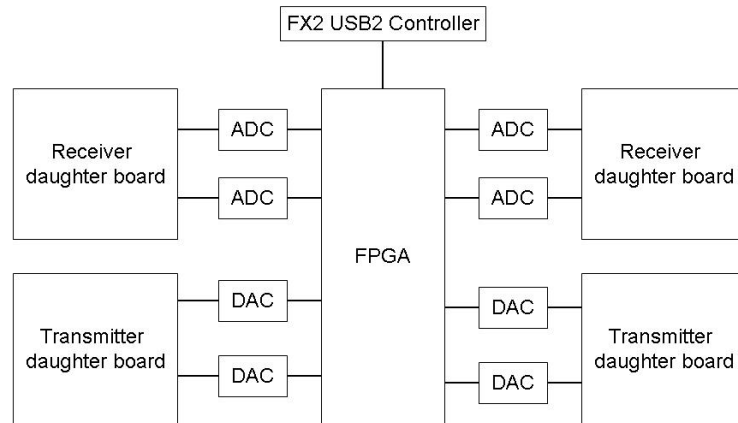 FX2 USB2 Controller
Receiver
daughter board
ADC
ADC
ADC
ADC
Receiver
daughter board
FPGA
Transmitter
daughter board
DAC
DAC
DAC
DAC
Transmitter
daughter board